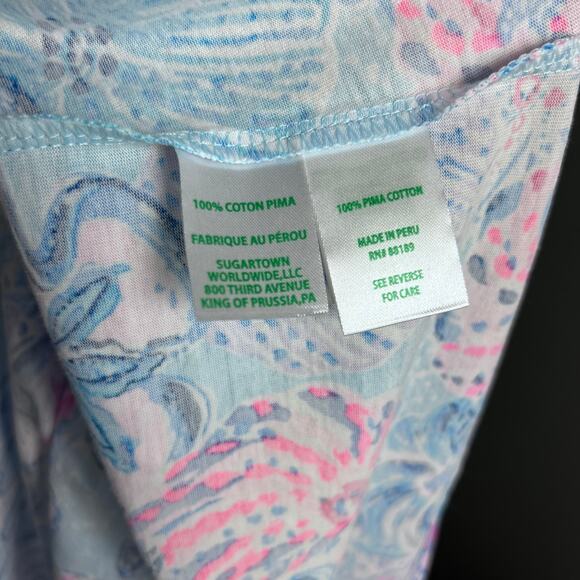 100% COTON PIMA
FABRIQUE AU PÉROU
SUGARTOWN
WORLDWIDE,LLC
800 THIRD AVENUE
KING OF PRUSSIA,PA
100% PIMA COTTON
MADE IN PERU
RN# 88189
SEE REVERSE
FOR CARE